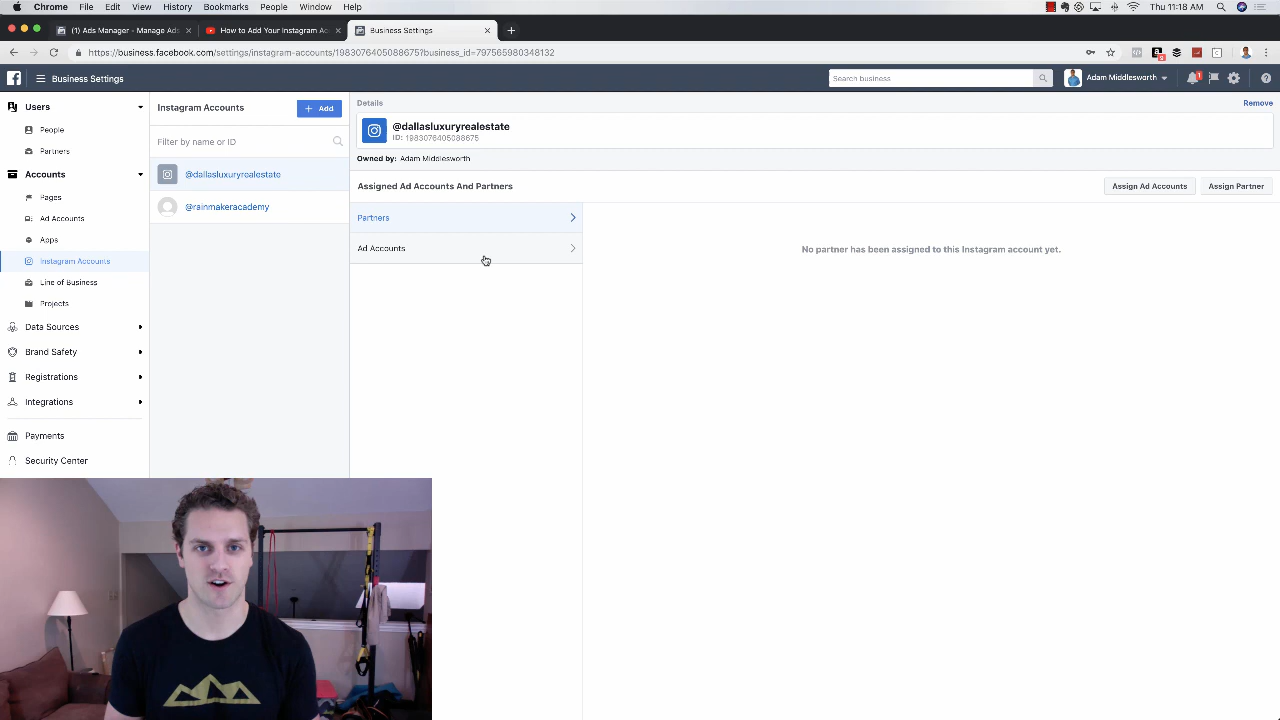 Chrome File Edit View History Bookmarks People Window Help
Thu 11:18 AM
(1) Ads Manager - Manage Ads
How to Add Your Instagram Ac
Business Settings
https://business.facebook.com/settings/instagram-accounts/1983076405088675?business_id=797565980348132
Business Settings
Search business
Adam Middlesworth
1
Users
People
Partners
Accounts
Pages
Ad Accounts
Apps
Instagram Accounts
Line of Business
Projects
Data Sources
Brand Safety
Registrations
Integrations
Payments
Security Center
Instagram Accounts
+ Add
Filter by name or ID
@dallasluxuryrealestate
@rainmakeracademy
Details
Remove
@dallasluxuryrealestate
ID: 1983076405088675
Owned by: Adam Middlesworth
Assigned Ad Accounts And Partners
Assign Ad Accounts
Assign Partner
Partners
Ad Accounts
No partner has been assigned to this Instagram account yet.